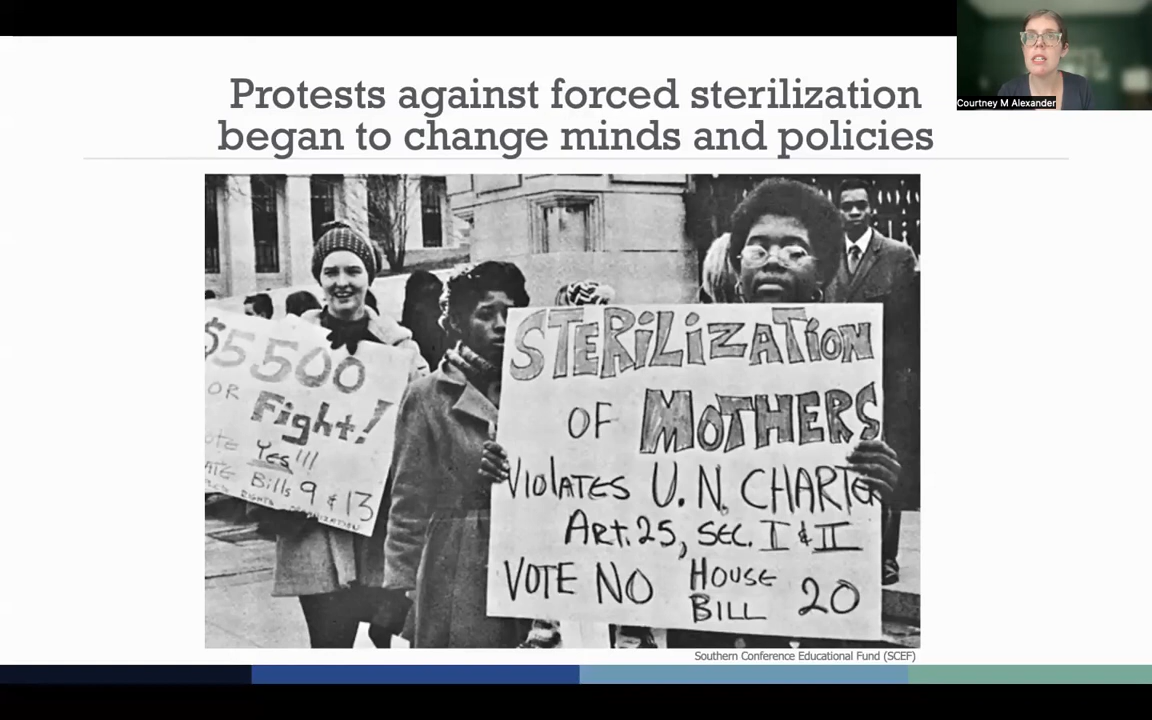 Protests against forced sterilization
began to change minds and policies
Courtney M Alexander
$5500
OR
Fight!
Yes!!!
Bills 9 & 13
STERILIZATION
OF MOTHERS
VIOLATES U.N. CHARTER
ART. 25, SEC. I & II
VOTE NO HOUSE
BILL 20
Southern Conference Educational Fund (SCEF)